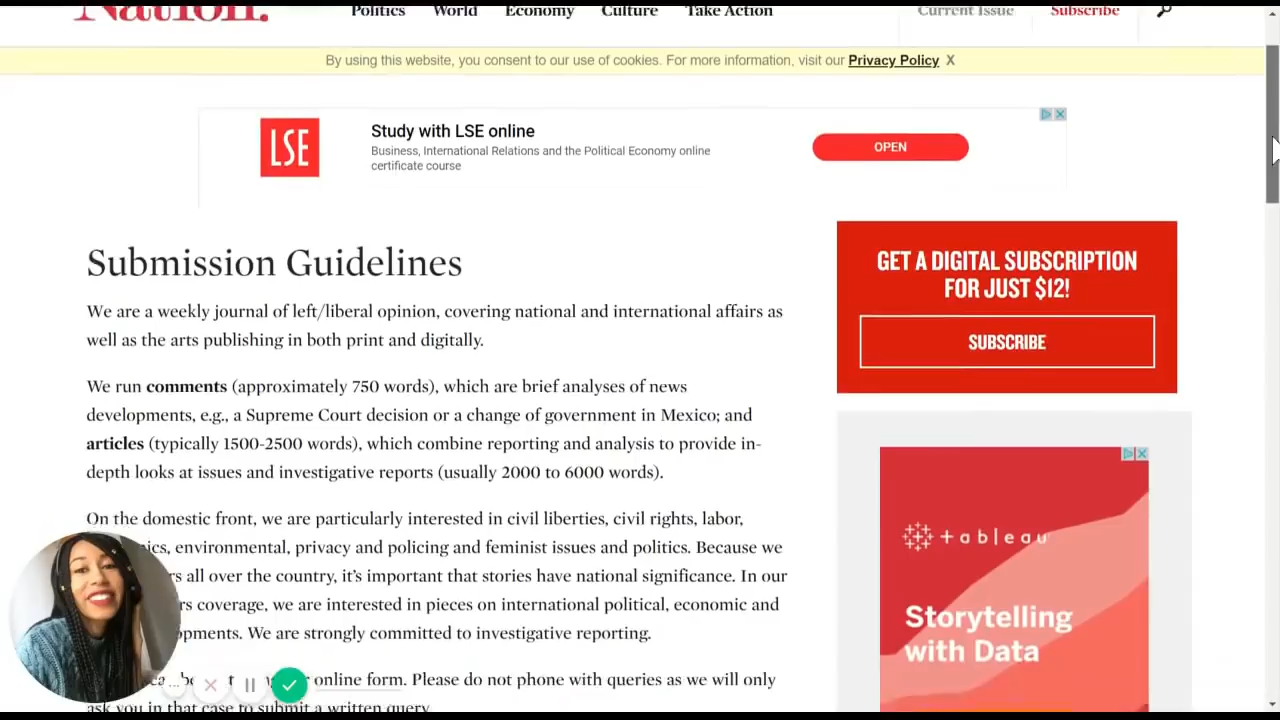 Nation.
Politics World Economy Culture Take Action Current Issue Subscribe
By using this website, you consent to our use of cookies. For more information, visit our Privacy Policy X
LSE
Study with LSE online
Business, International Relations and the Political Economy online
certificate course
OPEN
Submission Guidelines
We are a weekly journal of left/liberal opinion, covering national and international affairs as
well as the arts publishing in both print and digitally.
We run comments (approximately 750 words), which are brief analyses of news
developments, e.g., a Supreme Court decision or a change of government in Mexico; and
articles (typically 1500-2500 words), which combine reporting and analysis to provide in-
depth looks at issues and investigative reports (usually 2000 to 6000 words).
On the domestic front, we are particularly interested in civil liberties, civil rights, labor,
environmental, privacy and policing and feminist issues and politics. Because we
all over the country, it's important that stories have national significance. In our
coverage, we are interested in pieces on international political, economic and
We are strongly committed to investigative reporting.
online form. Please do not phone with queries as we will only
ask you in that case to submit a written query.
GET A DIGITAL SUBSCRIPTION
FOR JUST $12!
SUBSCRIBE
+ a b l e a u
Storytelling
with Data